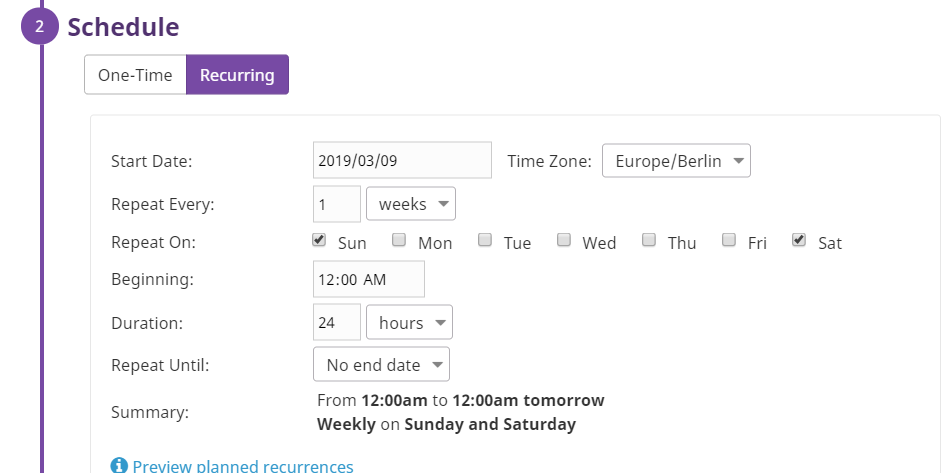 2 Schedule
One-Time Recurring
Start Date: 2019/03/09 Time Zone: Europe/Berlin
Repeat Every: 1 weeks
Repeat On: Sun Mon Tue Wed Thu Fri Sat
Beginning: 12:00 AM
Duration: 24 hours
Repeat Until: No end date
From 12:00am to 12:00am tomorrow
Summary:
Weekly on Sunday and Saturday
Preview planned recurrences